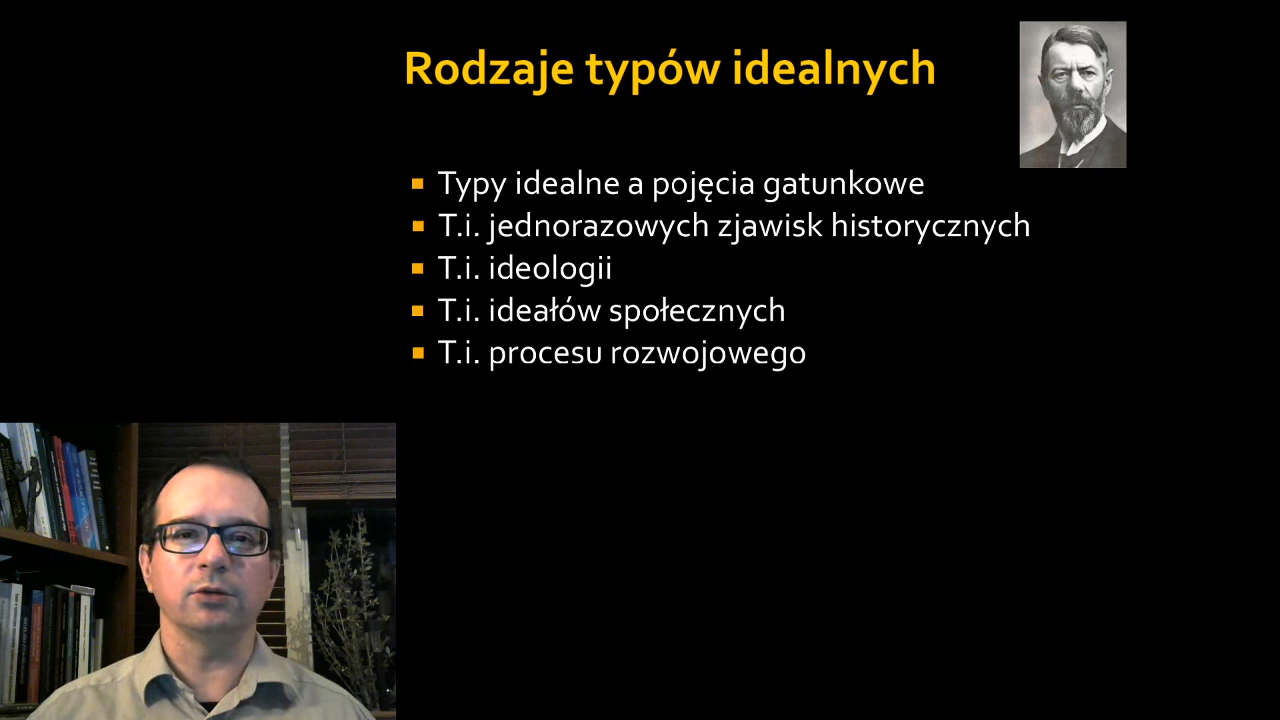 Rodzaje typów idealnych
Typy idealne a pojęcia gatunkowe
T.i. jednorazowych zjawisk historycznych
T.i. ideologii
T.i. ideałów społecznych
T.i. procesu rozwojowego